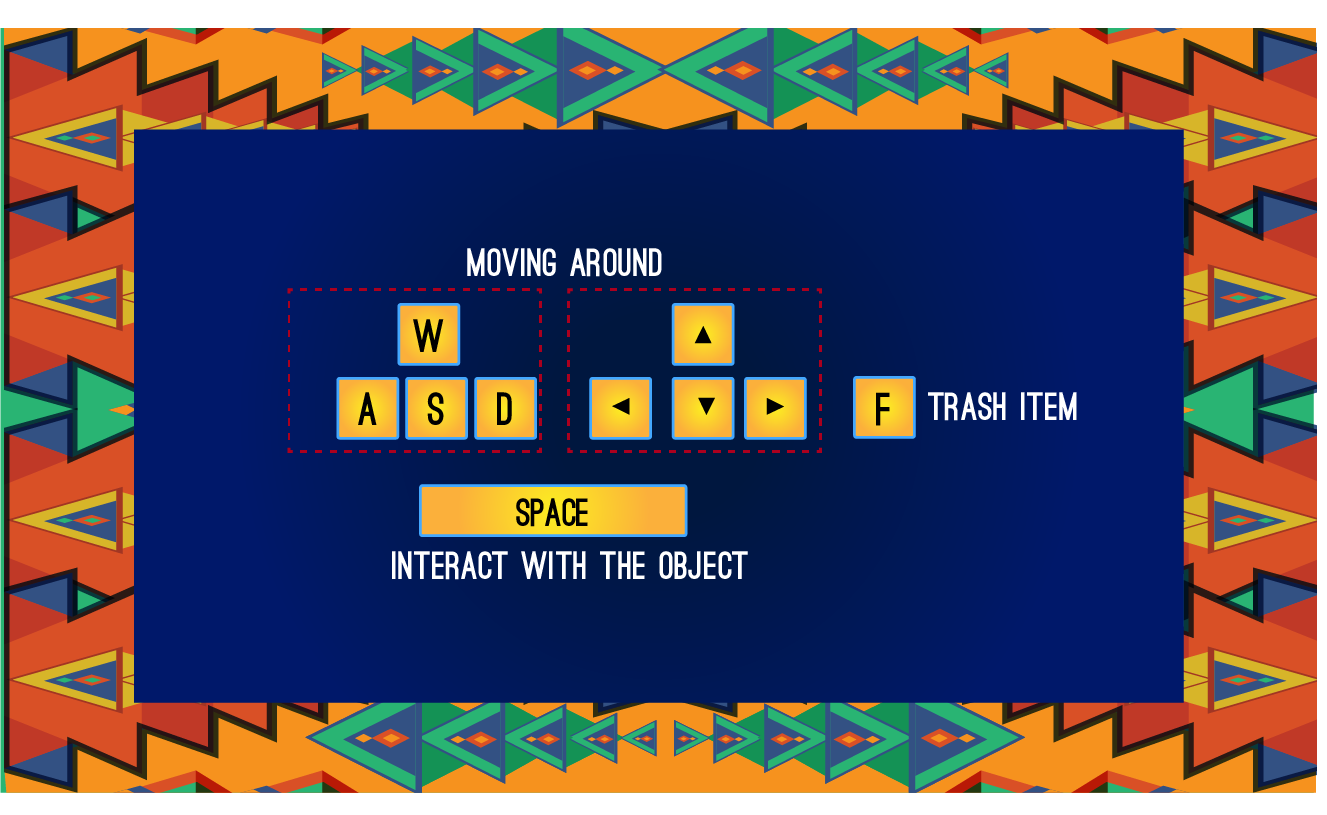 MOVING AROUND
W
▲
A S D
◄ ▼ ►
F TRASH ITEM
SPACE
INTERACT WITH THE OBJECT